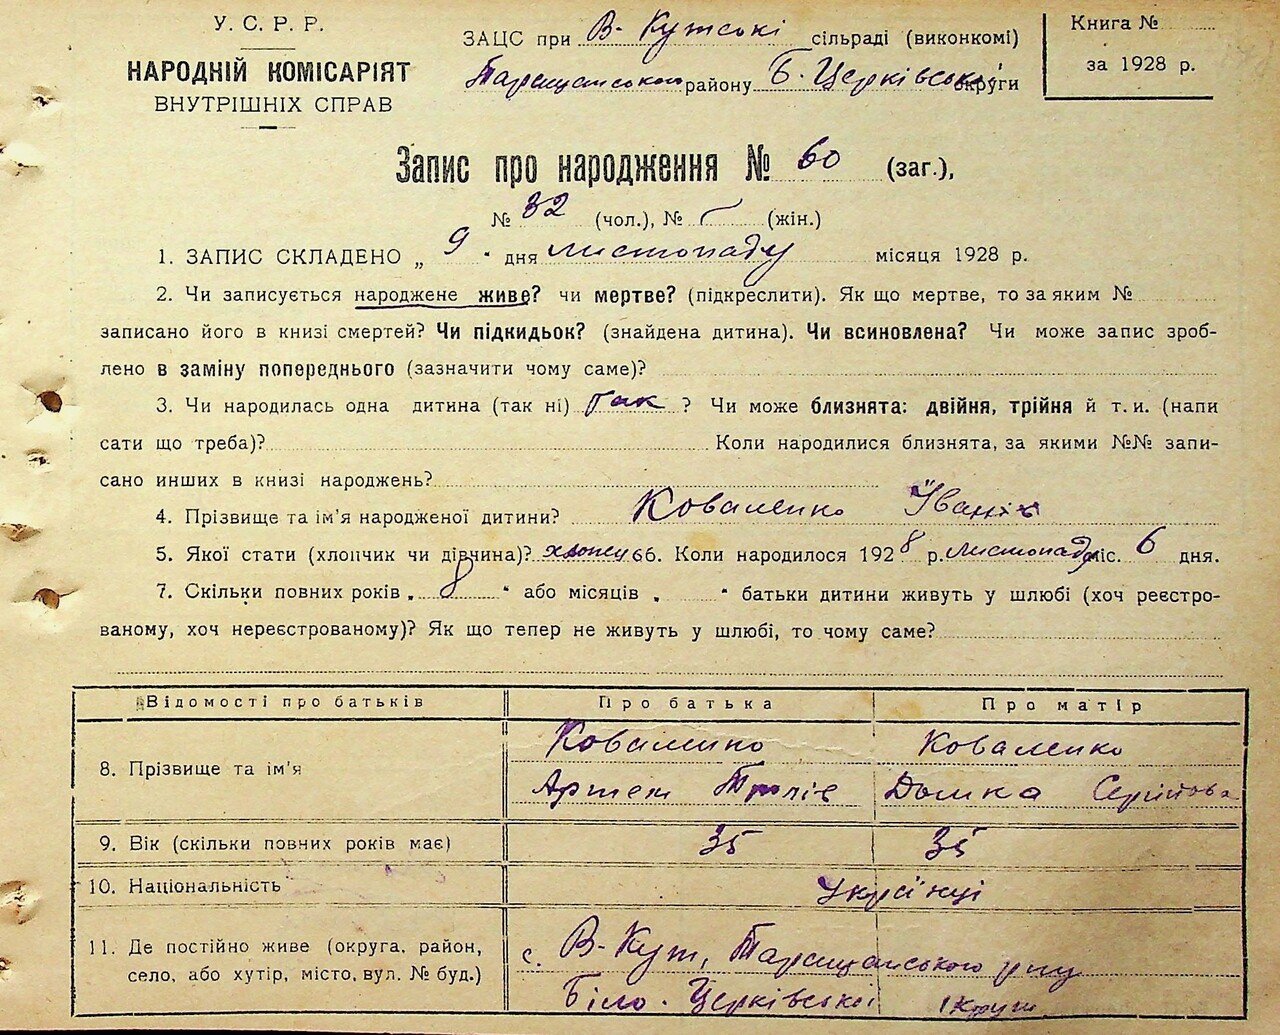 У. С. Р. Р.
НАРОДНІЙ КОМІСАРІЯТ
ВНУТРІШНІХ СПРАВ
ЗАЦС при В-Кутські сільраді (виконкомі)
Таращанського району Б. Церківської округи
Книга №
за 1928 р.
Запис про народження № 60 (заг.),
№ 32 (чол.), № (жін.)
1. ЗАПИС СКЛАДЕНО „ 9 " дня листопаду місяця 1928 р.
2. Чи записується народжене живе? чи мертве? (підкреслити). Як що мертве, то за яким №
записано його в книзі смертей? Чи підкидьок? (знайдена дитина). Чи всиновлена? Чи може запис зроб-
лено в заміну попереднього (зазначити чому саме)?
3. Чи народилась одна дитина (так ні) так ? Чи може близнята: двійня, трійня й т. и. (напи
сати що треба)? Коли народилися близнята, за якими №№ запи-
сано инших в книзі народжень?
4. Прізвище та ім'я народженої дитини? Коваленко Іван
5. Якої стати (хлопчик чи дівчина)? хлопец 66. Коли народилося 1928 р. листопаду міс. 6 дня.
7. Скільки повних років „ 8 " або місяців „ " батьки дитини живуть у шлюбі (хоч реєстро-
ваному, хоч нереєстрованому)? Як що тепер не живуть у шлюбі, то чому саме?
Відомості про батьків Про батька Про матір
8. Прізвище та ім'я
Коваленко
Артем
Коваленко
Домка
9. Вік (скільки повних років має) 35 35
10. Національність Українці
11. Де постійно живе (округа, район,
село, або хутір, місто, вул. № буд.)
с. В-Кут, Таращанського р-ну
Біло-Церківської округи